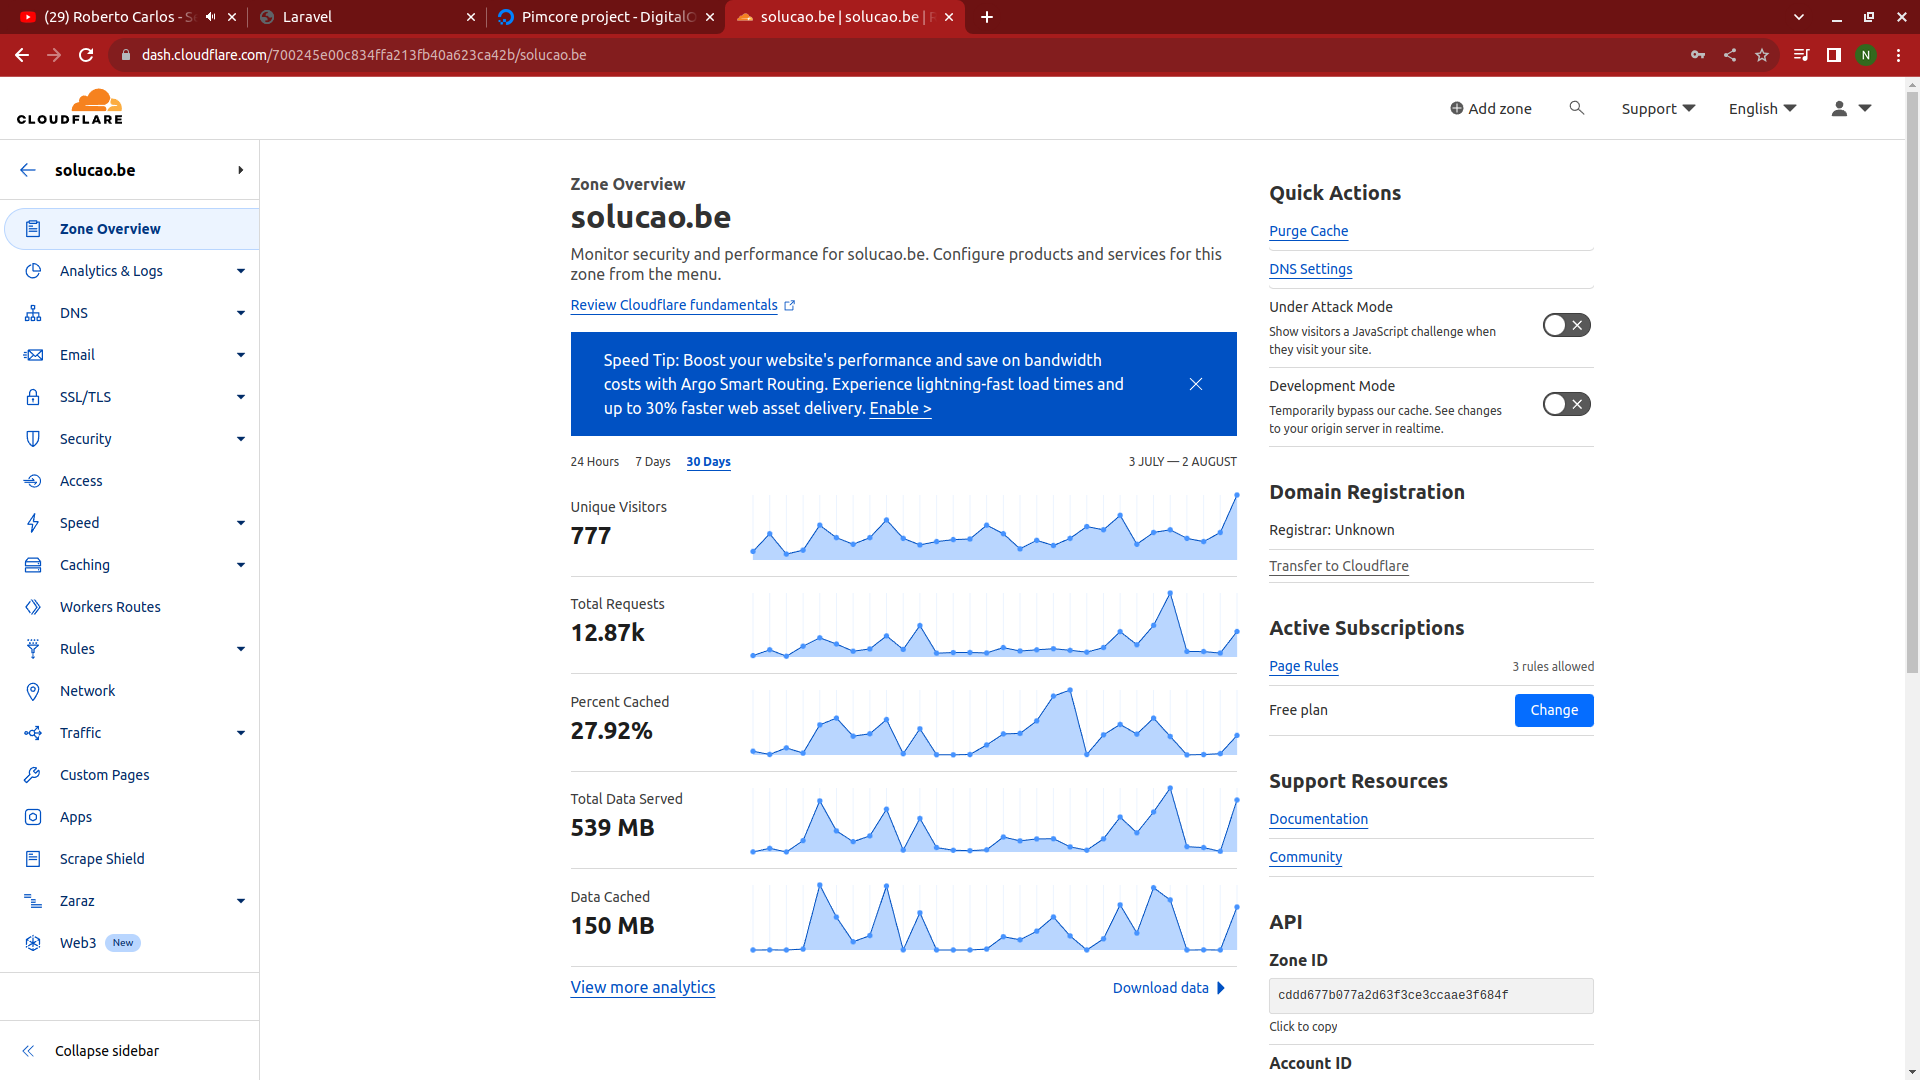 (29) Roberto Carlos - S
Laravel
Pimcore project - DigitalO
solucao.be | solucao.be |
dash.cloudflare.com/700245e00c834ffa213fb40a623ca42b/solucao.be
N
CLOUDFLARE
Add zone
Support
English
solucao.be
Zone Overview
Analytics & Logs
DNS
Email
SSL/TLS
Security
Access
Speed
Caching
Workers Routes
Rules
Network
Traffic
Custom Pages
Apps
Scrape Shield
Zaraz
Web3 New
Collapse sidebar
Zone Overview
solucao.be
Monitor security and performance for solucao.be. Configure products and services for this
zone from the menu.
Review Cloudflare fundamentals
Speed Tip: Boost your website's performance and save on bandwidth
costs with Argo Smart Routing. Experience lightning-fast load times and
up to 30% faster web asset delivery. Enable >
24 Hours 7 Days 30 Days 3 JULY — 2 AUGUST
Unique Visitors
777
Total Requests
12.87k
Percent Cached
27.92%
Total Data Served
539 MB
Data Cached
150 MB
View more analytics
Download data
Quick Actions
Purge Cache
DNS Settings
Under Attack Mode
Show visitors a JavaScript challenge when
they visit your site.
Development Mode
Temporarily bypass our cache. See changes
to your origin server in realtime.
Domain Registration
Registrar: Unknown
Transfer to Cloudflare
Active Subscriptions
Page Rules 3 rules allowed
Free plan Change
Support Resources
Documentation
Community
API
Zone ID
cddd677b077a2d63f3ce3ccaae3f684f
Click to copy
Account ID